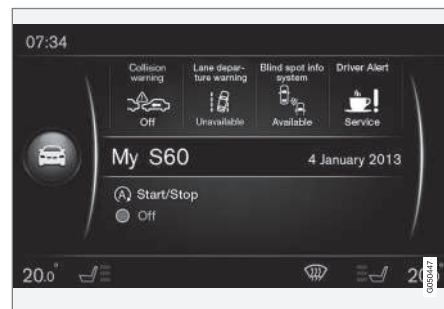 07:34
Collision warning
Lane depar-ture warning
Blind spot info system
Driver Alert
Off
Unavailable
Available
Service
My S60
4 January 2013
A Start/Stop
Off
20.0°
G050447